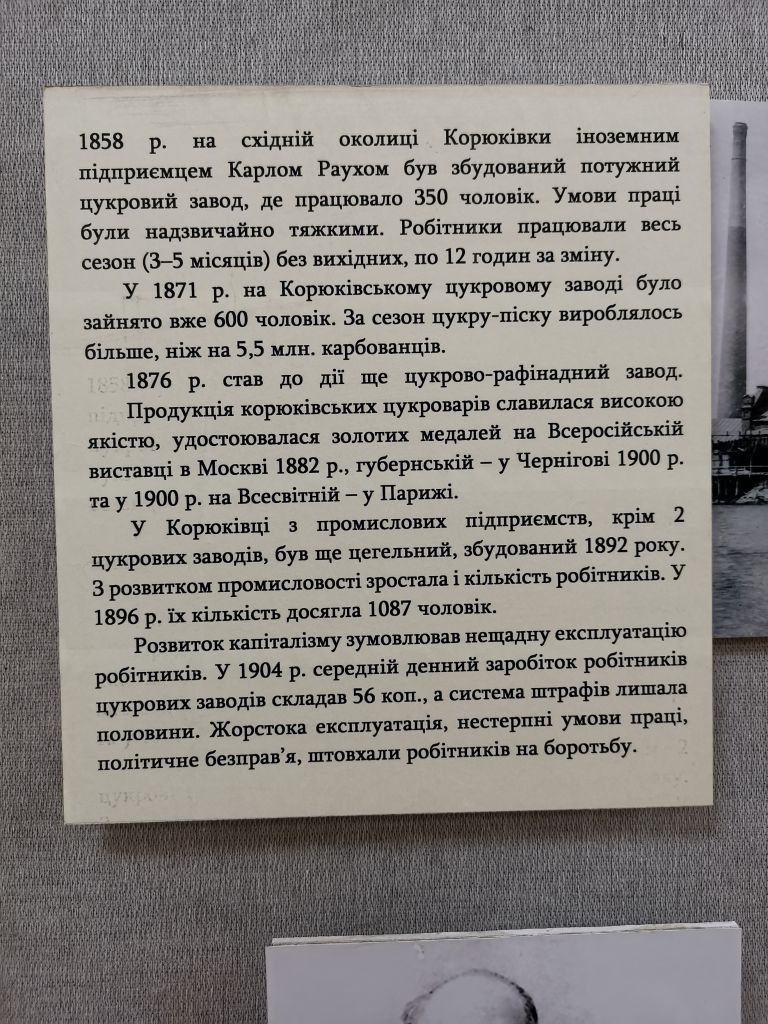 1858 р. на східній околиці Корюківки іноземним
підприємцем Карлом Раухом був збудований потужний
цукровий завод, де працювало 350 чоловік. Умови праці
були надзвичайно тяжкими. Робітники працювали весь
сезон (3–5 місяців) без вихідних, по 12 годин за зміну.
У 1871 р. на Корюківському цукровому заводі було
зайнято вже 600 чоловік. За сезон цукру-піску вироблялось
більше, ніж на 5,5 млн. карбованців.
1876 р. став до дії ще цукрово-рафінадний завод.
Продукція корюківських цукроварів славилася високою
якістю, удостоювалася золотих медалей на Всеросійській
виставці в Москві 1882 р., губернській – у Чернігові 1900 р.
та у 1900 р. на Всесвітній – у Парижі.
У Корюківці з промислових підприємств, крім 2
цукрових заводів, був ще цегельний, збудований 1892 року.
З розвитком промисловості зростала і кількість робітників. У
1896 р. їх кількість досягла 1087 чоловік.
Розвиток капіталізму зумовлював нещадну експлуатацію
робітників. У 1904 р. середній денний заробіток робітників
цукрових заводів складав 56 коп., а система штрафів лишала
половини. Жорстока експлуатація, нестерпні умови праці,
політичне безправ’я, штовхали робітників на боротьбу.